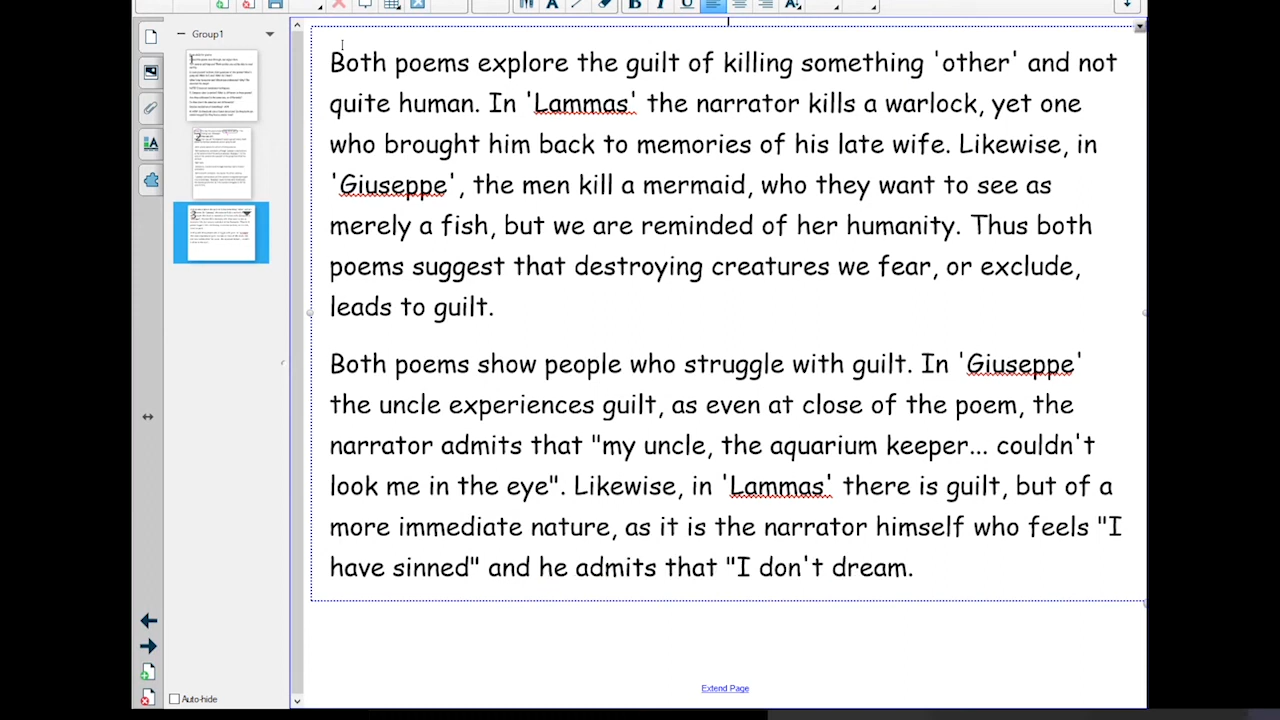 Group1
Both poems explore the guilt of killing something 'other' and not
quite human. In 'Lammas' the narrator kills a warlock, yet one
who brought him back to memories of his late wife. Likewise, in
'Giuseppe', the men kill a mermaid, who they want to see as
merely a fish, but we are reminded of her humanity. Thus both
poems suggest that destroying creatures we fear, or exclude,
leads to guilt.
Both poems show people who struggle with guilt. In 'Giuseppe'
the uncle experiences guilt, as even at close of the poem, the
narrator admits that "my uncle, the aquarium keeper... couldn't
look me in the eye". Likewise, in 'Lammas' there is guilt, but of a
more immediate nature, as it is the narrator himself who feels "I
have sinned" and he admits that "I don't dream.
Extend Page
Auto-hide